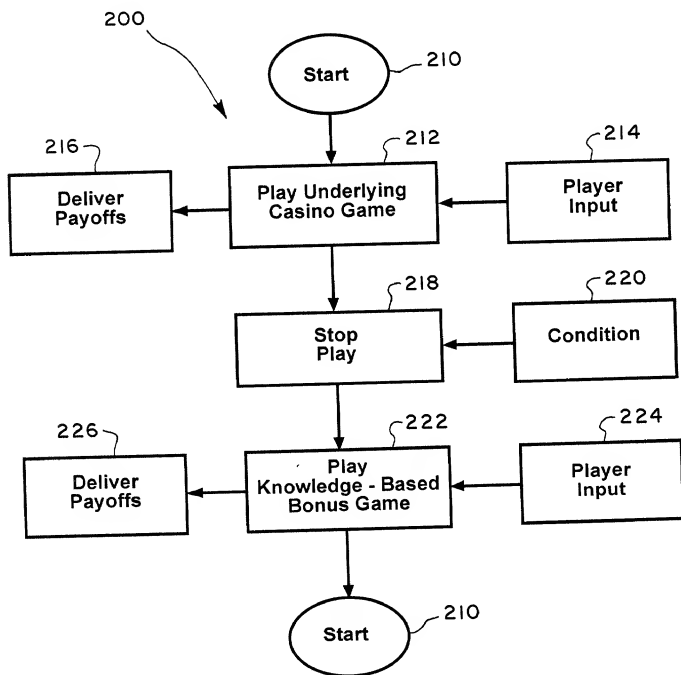 200
Start
210
216
212
214
Deliver
Payoffs
Play Underlying
Casino Game
Player
Input
218
220
Stop
Play
Condition
226
222
224
Deliver
Payoffs
Play
Knowledge - Based
Bonus Game
Player
Input
Start
210